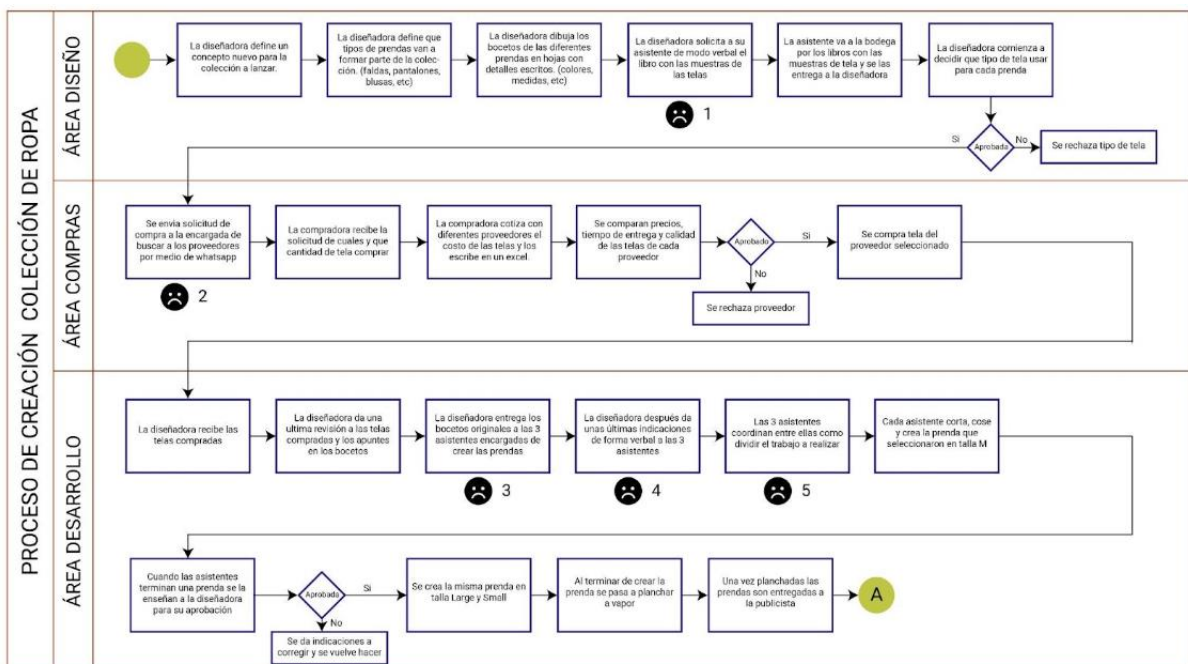 PROCESO DE CREACIÓN COLECCIÓN DE ROPA
ÁREA DISEÑO
La diseñadora define un
concepto nuevo para la
colección a lanzar.
La diseñadora define que
tipos de prendas van a
formar parte de la colec-
ción. (faldas, pantalones,
blusas, etc)
La diseñadora dibuja los
bocetos de las diferentes
prendas en hojas con
detalles escritos. (colores,
medidas, etc)
La diseñadora solicita a su
asistente de modo verbal el
libro con las muestras de
las telas
1
La asistente va a la bodega
por los libros con las
muestras de tela y se las
entrega a la diseñadora
La diseñadora comienza a
decidir que tipo de tela usar
para cada prenda
Si
Aprobada
No
Se rechaza tipo de tela
ÁREA COMPRAS
Se envia solicitud de
compra a la encargada de
buscar a los proveedores
por medio de whatsapp
2
La compradora recibe la
solicitud de cuales y que
cantidad de tela comprar
La compradora cotiza con
diferentes proveedores el
costo de las telas y los
escribe en un excel.
Se comparan precios,
tiempo de entrega y calidad
de las telas de cada
proveedor
Aprobado
Si
No
Se rechaza proveedor
Se compra tela del
proveedor seleccionado
ÁREA DESARROLLO
La diseñadora recibe las
telas compradas
La diseñadora da una
ultima revisión a las telas
compradas y los apuntes
en los bocetos
La diseñadora entrega los
bocetos originales a las 3
asistentes encargadas de
crear las prendas
3
La diseñadora después da
unas últimas indicaciones
de forma verbal a las 3
asistentes
4
Las 3 asistentes
coordinan entre ellas como
dividir el trabajo a realizar
5
Cada asistente corta, cose
y crea la prenda que
seleccionaron en talla M
Cuando las asistentes
terminan una prenda se la
enseñan a la diseñadora
para su aprobación
Aprobada
Si
No
Se da indicaciones a
corregir y se vuelve hacer
Se crea la misma prenda en
talla Large y Small
Al terminar de crear la
prenda se pasa a planchar
a vapor
Una vez planchadas las
prendas son entregadas a
la publicista
A